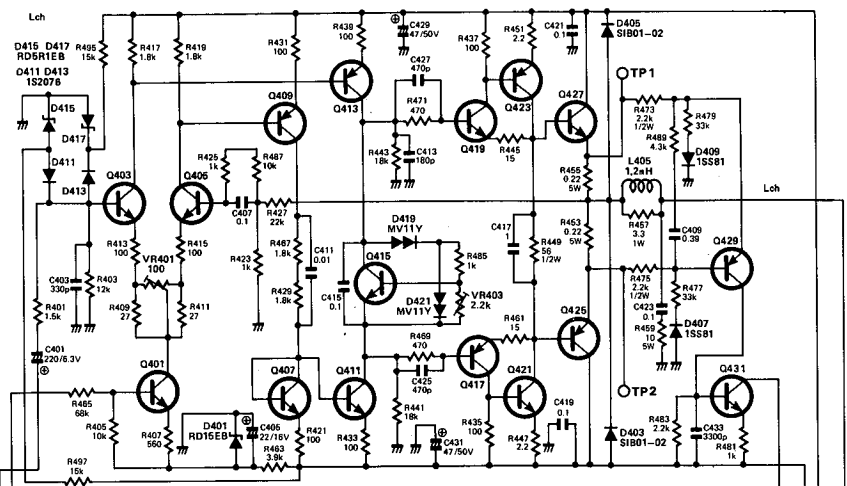 Lch
D415 D417
RD5R1EB
D411 D413
1S2076
R495
15k
R417
1.8k
R419
1.8k
R431
100
R439
100
C429
47/50V
R437
100
R451
2.2
C421
0.1
D405
SIB01-02
C427
470p
R471
470
Q409
Q413
Q419
Q423
Q427
TP1
R473
2.2k
1/2W
R479
33k
R489
4.3k
D409
1SS81
D415
D417
D411
D413
Q403
Q405
R425
1k
R487
10k
R443
18k
C413
180p
R445
15
R455
0.22
5W
L405
1,2πH
Lch
C407
0.1
R427
22k
D419
MV11Y
C417
1
R449
56
1/2W
R453
0.22
5W
R457
3.3
1W
C409
0.39
Q429
R413
100
R415
100
VR401
100
R423
1k
R467
1.8k
C411
0.01
Q415
R485
1k
C403
330p
R403
12k
R409
27
R411
27
R429
1.8k
C415
0.1
D421
MV11Y
VR403
2.2k
R475
2.2k
1/2W
R477
33k
C423
0.1
R401
1.5k
R459
10
5W
D407
1SS81
C401
220/6.3V
R469
470
R461
15
Q425
Q401
Q407
Q411
C425
470p
Q417
Q421
TP2
Q431
R465
68k
R405
10k
R407
560
D401
RD15EB
C405
22/16V
R421
100
R433
100
R441
18k
C431
47/50V
R435
100
R447
2.2
C419
0.1
D403
SIB01-02
R483
2.2k
C433
3300p
R481
1k
R463
3.9k
R497
15k